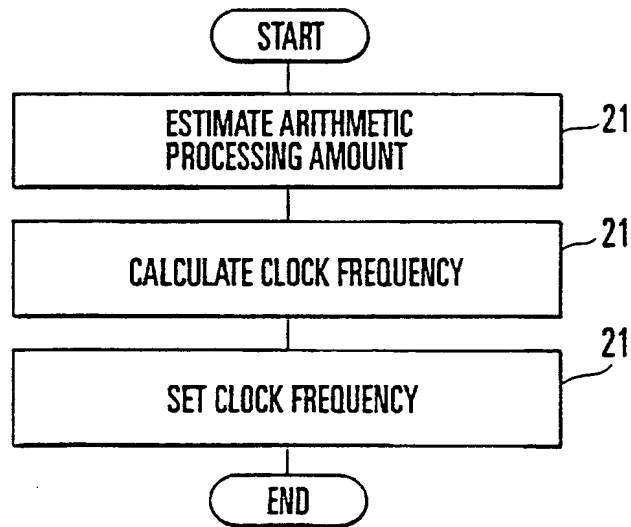 START
ESTIMATE ARITHMETIC
PROCESSING AMOUNT
21
CALCULATE CLOCK FREQUENCY
21
SET CLOCK FREQUENCY
21
END